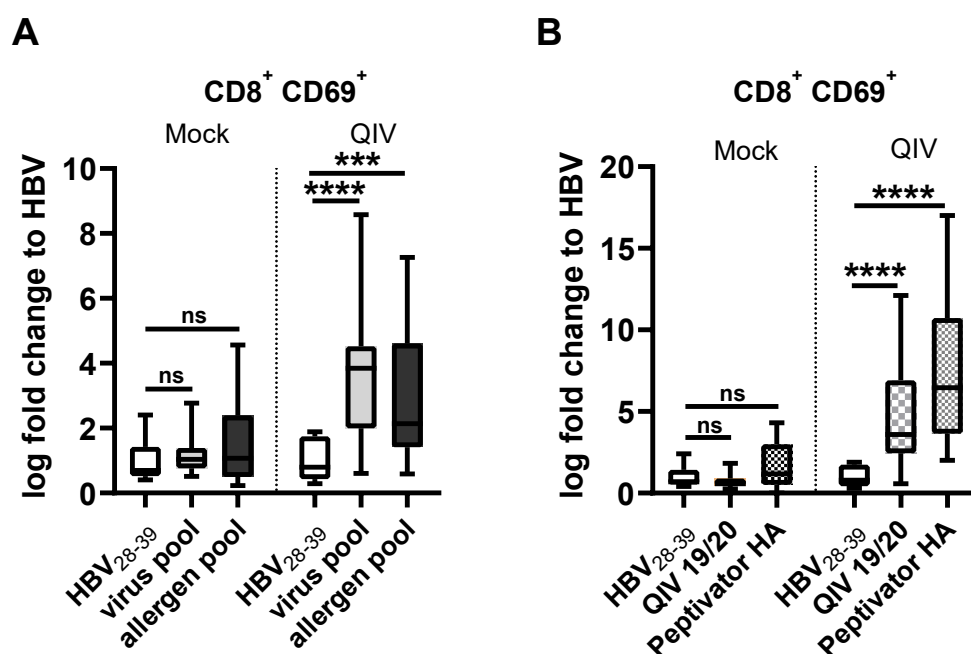 A
CD8+ CD69+
Mock QIV
log fold change to HBV
10
8
6
4
2
0
ns
ns
****
***
HBV28-39
virus pool
allergen pool
HBV28-39
virus pool
allergen pool
B
CD8+ CD69+
Mock QIV
log fold change to HBV
20
15
10
5
0
ns
ns
****
****
HBV28-39
QIV 19/20
Peptivator HA
HBV28-39
QIV 19/20
Peptivator HA